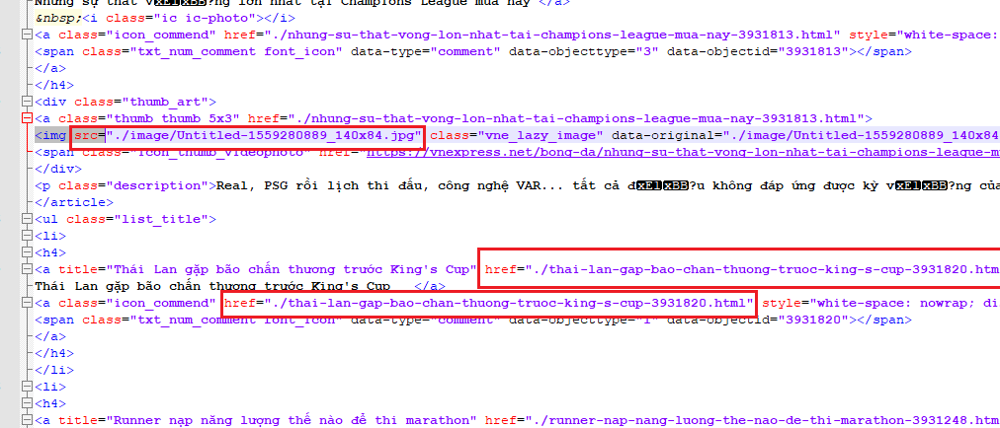 Những sự thất vxE1xBB?ng lớn nhất tại Champions League mùa này </a>
&nbsp;<i class="ic ic-photo"></i>
<a class="icon_commend" href="./nhung-su-that-vong-lon-nhat-tai-champions-league-mua-nay-3931813.html" style="white-space:
<span class="txt_num_comment font_icon" data-type="comment" data-objecttype="3" data-objectid="3931813"></span>
</a>
</h4>
<div class="thumb_art">
<a class="thumb thumb 5x3" href="./nhung-su-that-vong-lon-nhat-tai-champions-league-mua-nay-3931813.html">
<img src="./image/Untitled-1559280889_140x84.jpg" class="vne_lazy_image" data-original="./image/Untitled-1559280889_140x84
<span class="icon_thumb_videophoto" href="https://vnexpress.net/bong-da/nhung-su-that-vong-lon-nhat-tai-champions-league-m
</div>
<p class="description">Real, PSG rồi lịch thi đấu, công nghệ VAR... tất cả đxE1xBB?u không đáp ứng được kỳ vxE1xBB?ng củ
</article>
<ul class="list_title">
<li>
<h4>
<a title="Thái Lan gặp bão chấn thương trước King's Cup" href="./thai-lan-gap-bao-chan-thuong-truoc-king-s-cup-3931820.htm
Thái Lan gặp bão chấn thương trước King's Cup </a>
<a class="icon_commend" href="./thai-lan-gap-bao-chan-thuong-truoc-king-s-cup-3931820.html" style="white-space: nowrap; di
<span class="txt_num_comment font_icon" data-type="comment" data-objecttype="1" data-objectid="3931820"></span>
</a>
</h4>
</li>
<li>
<h4>
<a title="Runner nạp năng lượng thế nào để thi marathon" href="./runner-nap-nang-luong-the-nao-de-thi-marathon-3931248.htm